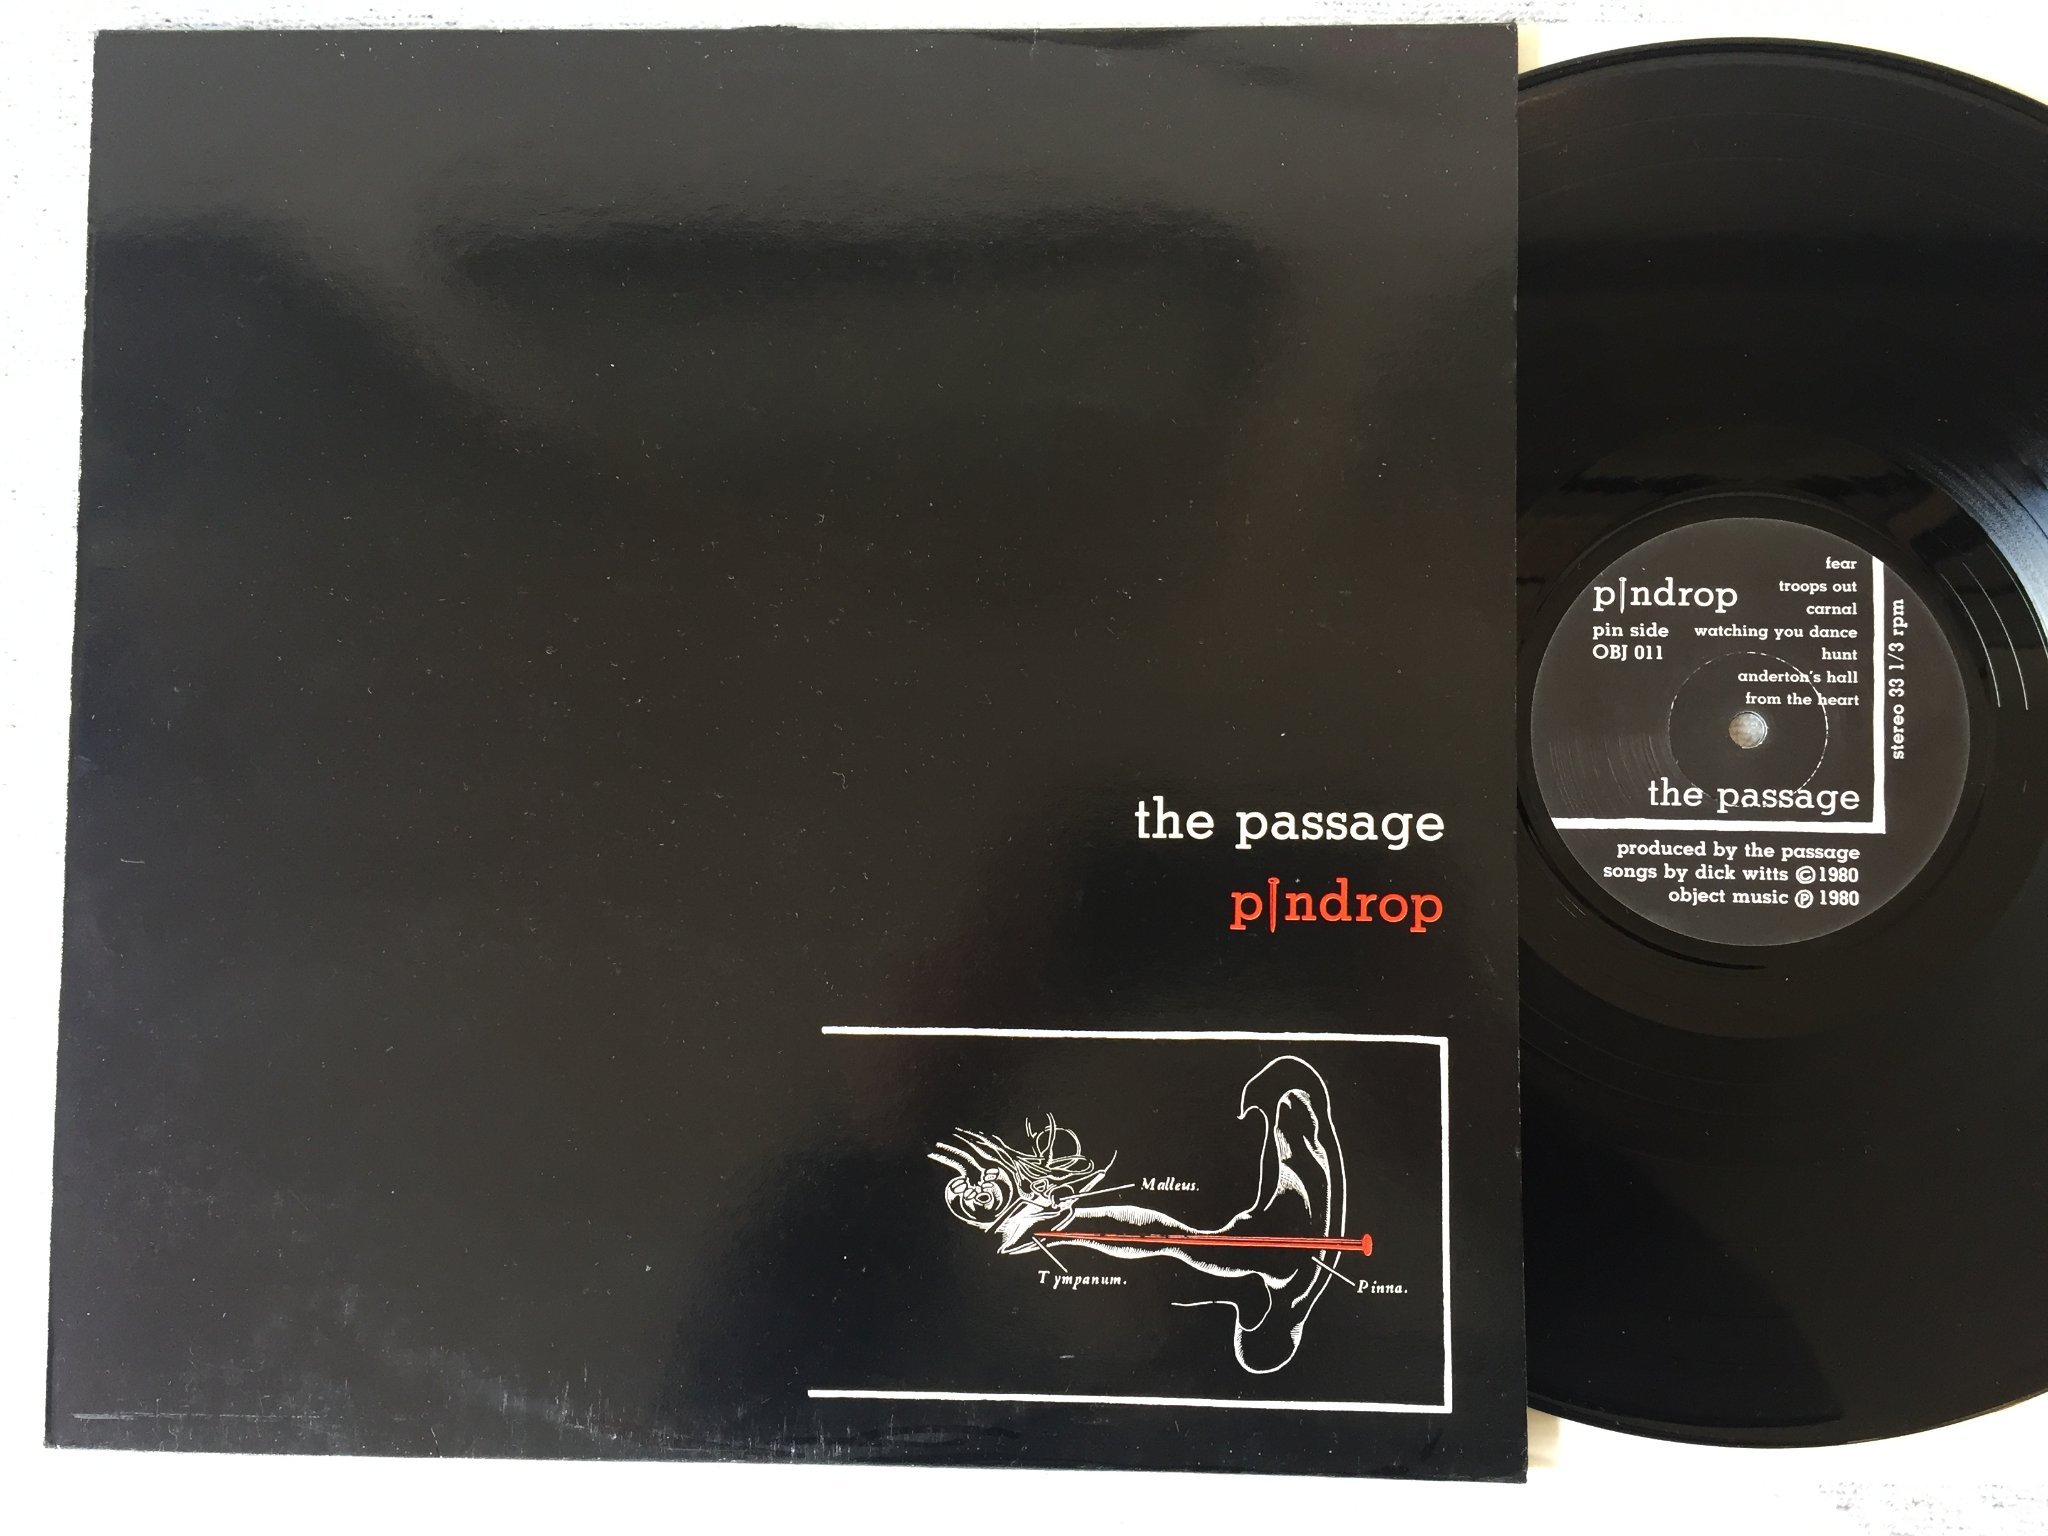 the passage
pindrop
Malleus.
Tympanum.
Pinna.
fear
troops out
carnal
watching you dance
hunt
anderton's hall
from the heart
pindrop
pin side
OBJ 011
stereo 33 1/3 rpm
the passage
produced by the passage
songs by dick witts ©1980
object music ℗ 1980